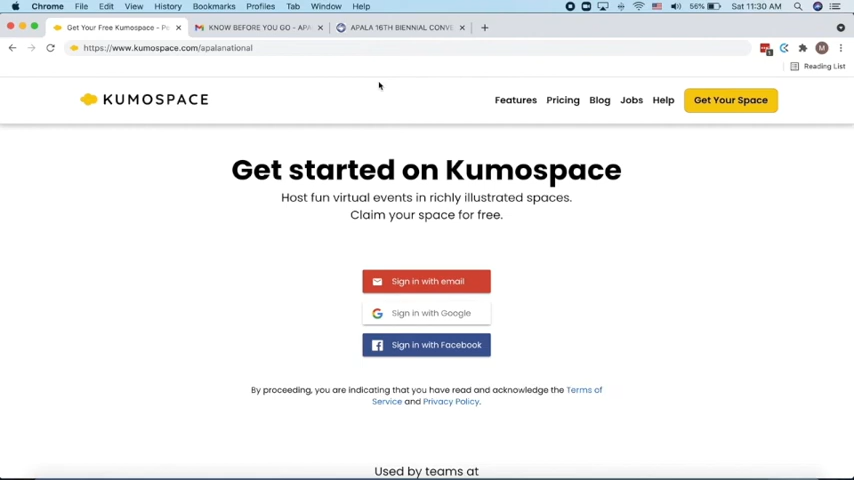 Chrome File Edit View History Bookmarks Profiles Tab Window Help 56% Sat 11:30 AM
Get Your Free Kumospace - Pa KNOW BEFORE YOU GO - APA APALA 16TH BIENNIAL CONVE
https://www.kumospace.com/apalanational M
Reading List
KUMOSPACE Features Pricing Blog Jobs Help Get Your Space
Get started on Kumospace
Host fun virtual events in richly illustrated spaces.
Claim your space for free.
Sign in with email
Sign in with Google
Sign in with Facebook
By proceeding, you are indicating that you have read and acknowledge the Terms of
Service and Privacy Policy.
Used by teams at